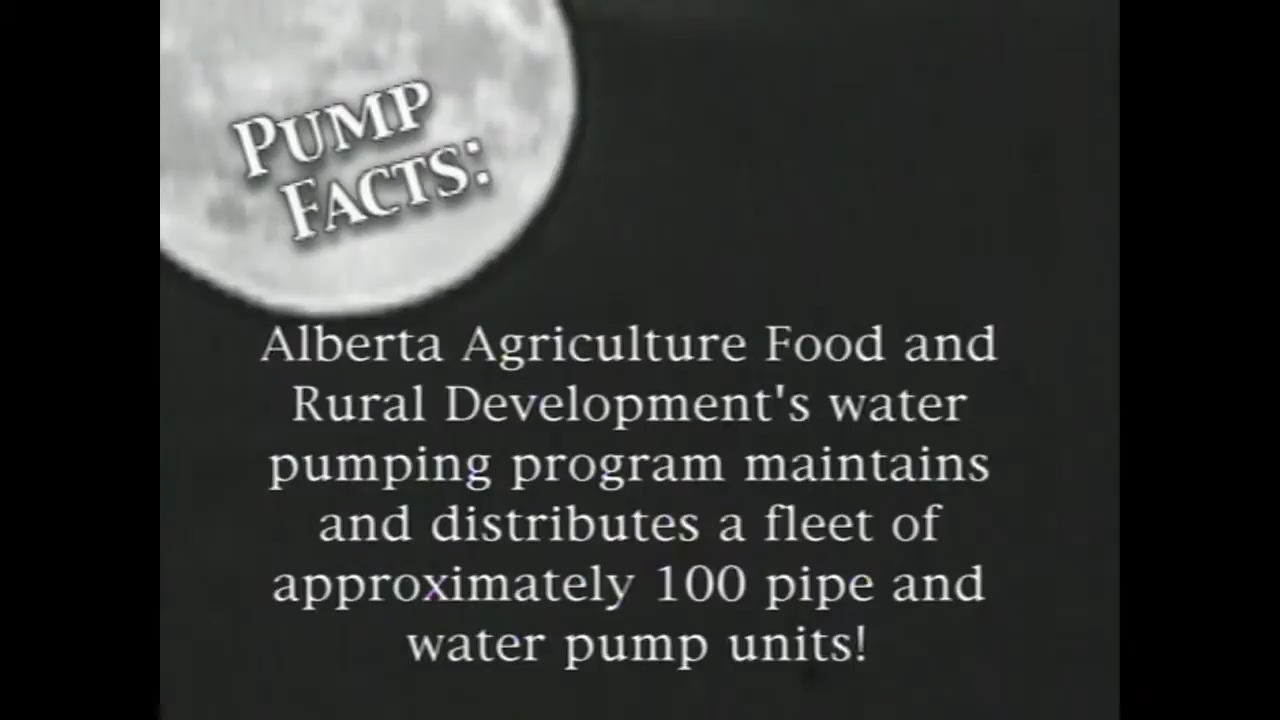 PUMP
FACTS:
Alberta Agriculture Food and
Rural Development's water
pumping program maintains
and distributes a fleet of
approximately 100 pipe and
water pump units!